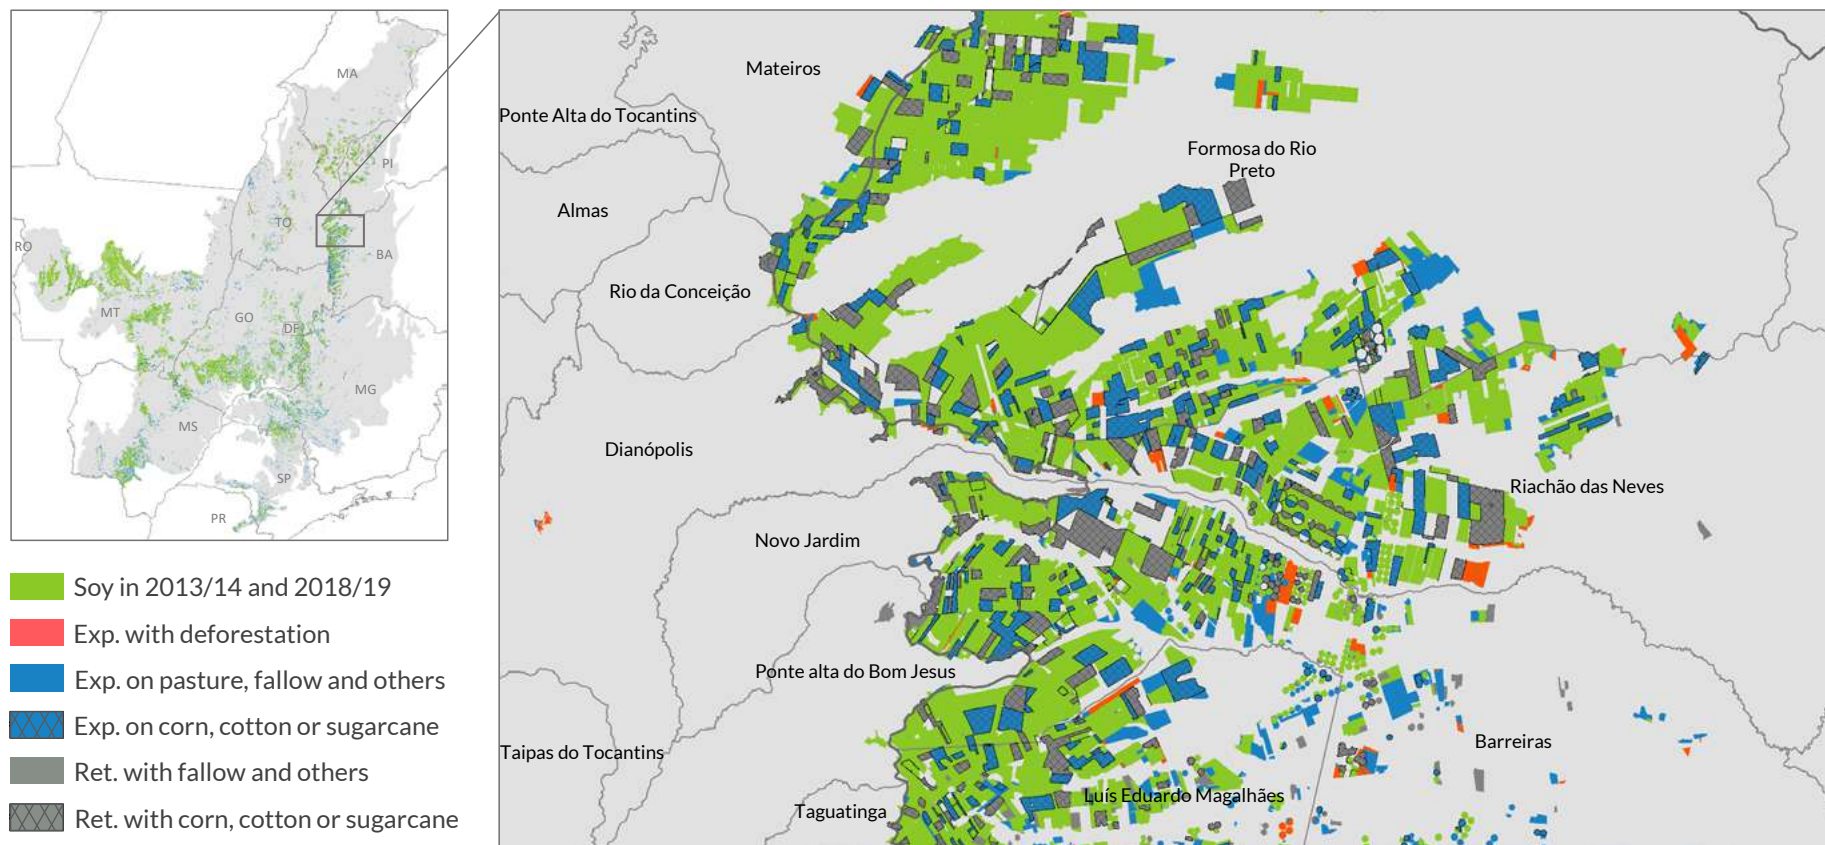 MA
PI
TO
RO
BA
MT
GO
DF
MG
MS
SP
PR
Soy in 2013/14 and 2018/19
Exp. with deforestation
Exp. on pasture, fallow and others
Exp. on corn, cotton or sugarcane
Ret. with fallow and others
Ret. with corn, cotton or sugarcane
Mateiros
Ponte Alta do Tocantins
Formosa do Rio
Preto
Almas
Rio da Conceição
Dianópolis
Riachão das Neves
Novo Jardim
Ponte alta do Bom Jesus
Taipas do Tocantins
Barreiras
Luís Eduardo Magalhães
Taguatinga